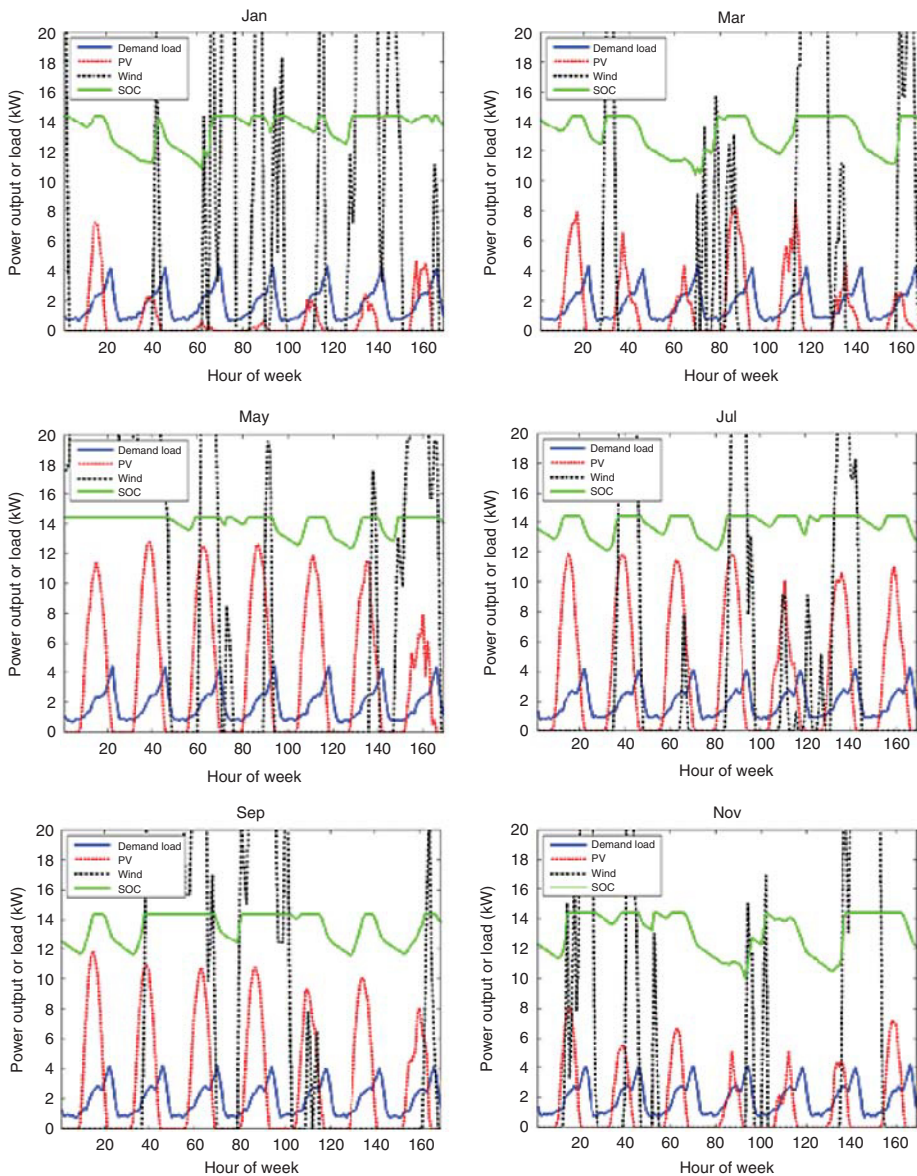 Jan
Power output or load (kW)
20
18
16
14
12
10
8
6
4
2
0
Demand load
PV
Wind
SOC
0 20 40 60 80 100 120 140 160
Hour of week
Mar
Power output or load (kW)
20
18
16
14
12
10
8
6
4
2
0
Demand load
PV
Wind
SOC
20 40 60 80 100 120 140 160
Hour of week
May
Power output or load (kW)
20
18
16
14
12
10
8
6
4
2
0
Demand load
PV
Wind
SOC
20 40 60 80 100 120 140 160
Hour of week
Jul
Power output or load (kW)
20
18
16
14
12
10
8
6
4
2
0
Demand load
PV
Wind
SOC
20 40 60 80 100 120 140 160
Hour of week
Sep
Power output or load (kW)
20
18
16
14
12
10
8
6
4
2
0
Demand load
PV
Wind
SOC
20 40 60 80 100 120 140 160
Hour of week
Nov
Power output or load (kW)
20
18
16
14
12
10
8
6
4
2
0
Demand load
PV
Wind
SOC
20 40 60 80 100 120 140 160
Hour of week